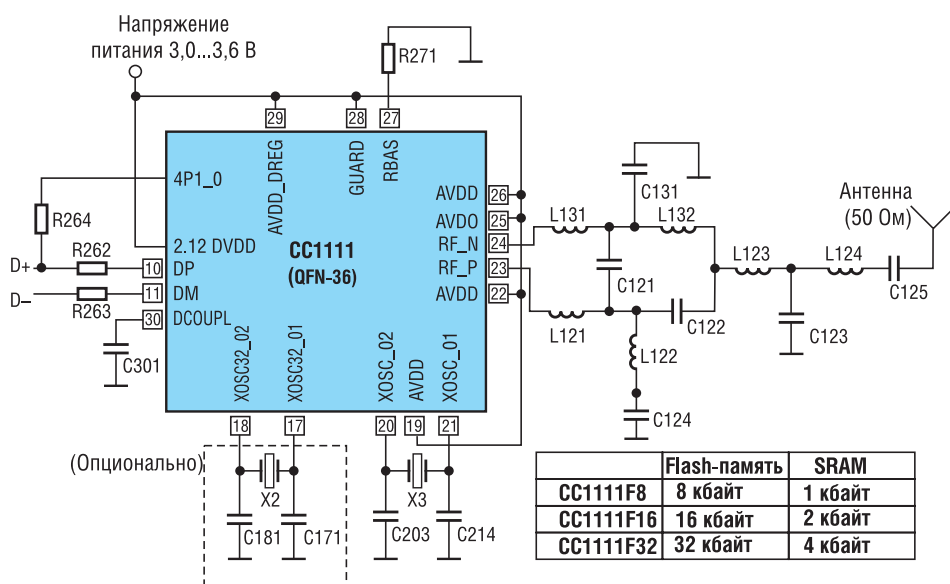 Напряжение
питания 3,0...3,6 В
R271
29
28
27
AVDD_DREG
GUARD
RBAS
4P1_0
R264
2.12 DVDD
D+
R262
10
DP
D–
R263
11
DM
30
DCOUPL
C301
CC1111
(QFN-36)
AVDD
26
AVDO
25
RF_N
24
RF_P
23
AVDD
22
XOSC32_02
XOSC32_01
XOSC_02
AVDD
XOSC_01
18
17
20
19
21
C131
L131
L132
C121
L121
C122
L122
C124
L123
L124
C123
C125
Антенна
(50 Ом)
(Опционально)
X2
C181
C171
X3
C203
C214
Flash-память SRAM
CC1111F8 8 кбайт 1 кбайт
CC1111F16 16 кбайт 2 кбайт
CC1111F32 32 кбайт 4 кбайт